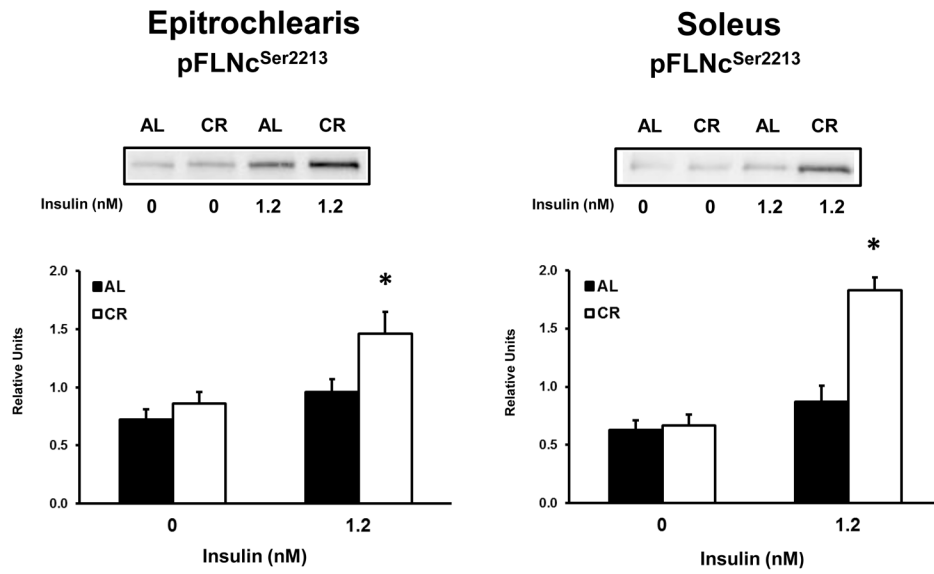 Epitrochlearis
pFLNcSer2213
AL CR AL CR
Insulin (nM) 0 0 1.2 1.2
2.0
AL
CR
1.5
1.0
0.5
0.0
Relative Units
*
0 1.2
Insulin (nM)
Soleus
pFLNcSer2213
AL CR AL CR
Insulin (nM) 0 0 1.2 1.2
2.0
AL
CR
1.5
1.0
0.5
0.0
Relative Units
*
0 1.2
Insulin (nM)